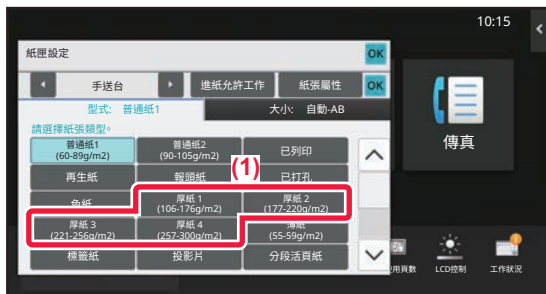 10:15
紙匣設定
OK
手送台
進紙允許工作
紙張屬性
OK
型式: 普通紙1
大小: 自動-AB
請選擇紙張類型。
普通紙1
(60-89g/m2)
普通紙2
(90-105g/m2)
已列印
再生紙
報頭紙
已打孔
(1)
色紙
厚紙 1
(106-176g/m2)
厚紙 2
(177-220g/m2)
厚紙 3
(221-256g/m2)
厚紙 4
(257-300g/m2)
薄紙
(55-59g/m2)
標籤紙
投影片
分段活頁紙
傳真
用頁數
LCD控制
工作狀況